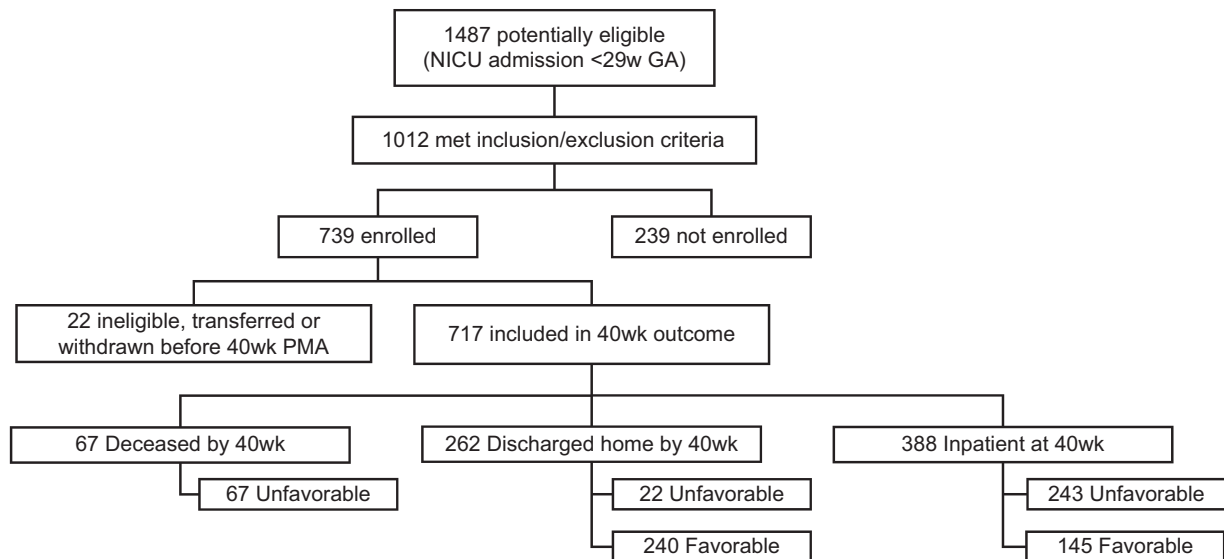 1487 potentially eligible
(NICU admission <29w GA)
1012 met inclusion/exclusion criteria
739 enrolled
239 not enrolled
22 ineligible, transferred or
withdrawn before 40wk PMA
717 included in 40wk outcome
67 Deceased by 40wk
262 Discharged home by 40wk
388 Inpatient at 40wk
67 Unfavorable
22 Unfavorable
243 Unfavorable
240 Favorable
145 Favorable